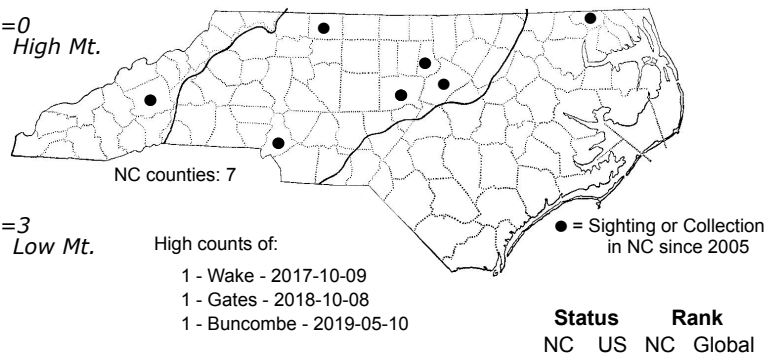 =0
High Mt.
NC counties: 7
=3
Low Mt.
High counts of:
1 - Wake - 2017-10-09
1 - Gates - 2018-10-08
1 - Buncombe - 2019-05-10
● = Sighting or Collection
in NC since 2005
Status Rank
NC US NC Global